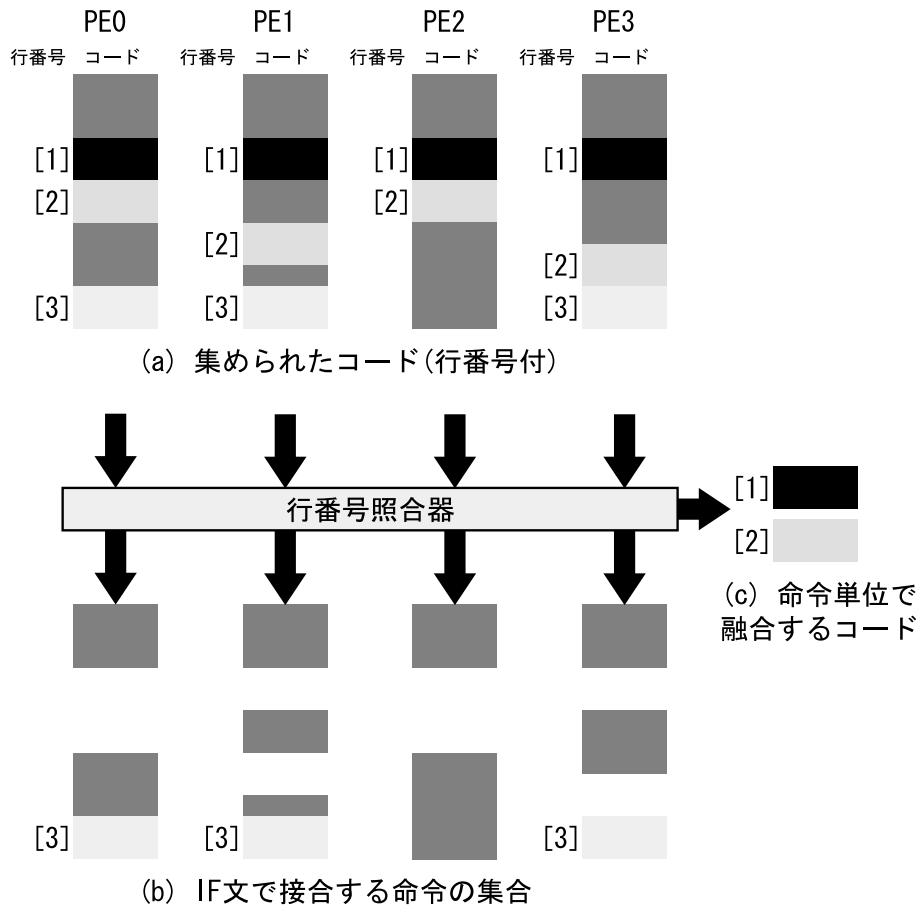 PE0 PE1 PE2 PE3
行番号 コード 行番号 コード 行番号 コード 行番号 コード
[1] [1] [1] [1]
[2] [2]
[2]
[2]
[3] [3] [3]
(a) 集められたコード(行番号付)
行番号照合器
[1]
[2]
(c) 命令単位で
融合するコード
[3] [3] [3]
(b) IF文で接合する命令の集合